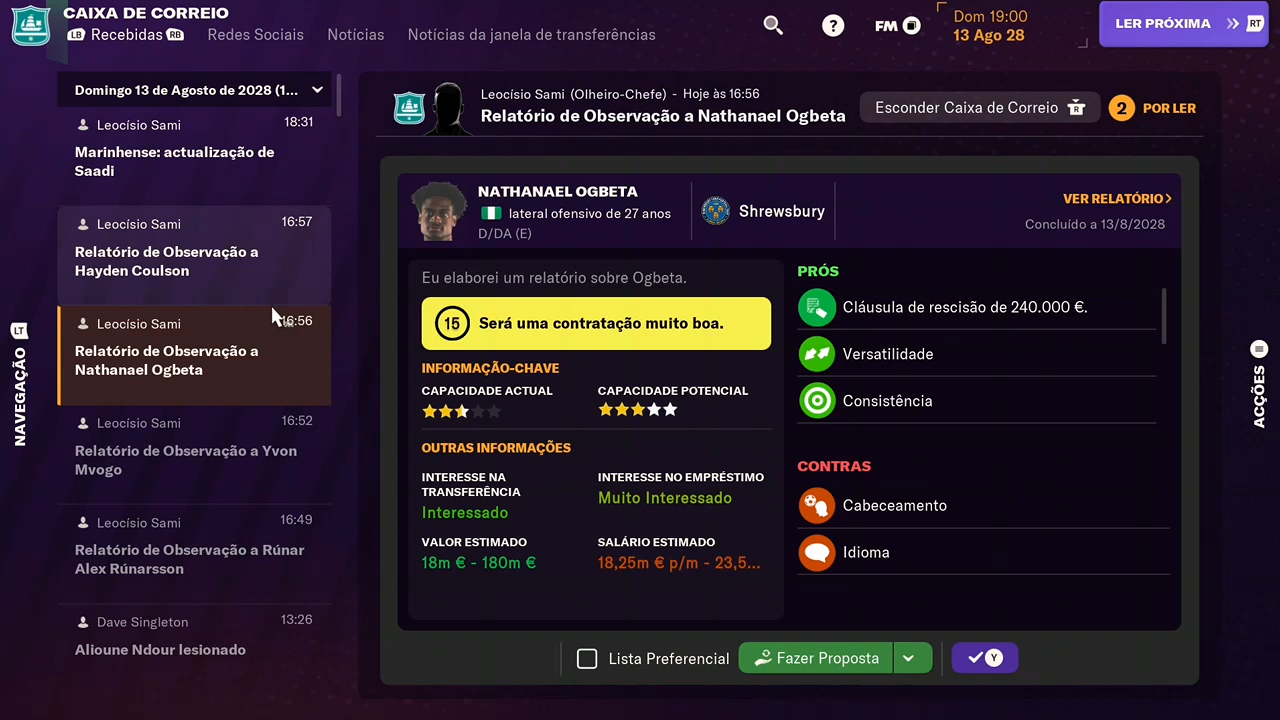 CAIXA DE CORREIO
LB Recebidas RB
Redes Sociais
Notícias
Notícias da janela de transferências
?
FM
Dom 19:00
13 Ago 28
LER PRÓXIMA RT
Domingo 13 de Agosto de 2028 (1...
Leocísio Sami 18:31
Marinhense: actualização de
Saadi
Leocísio Sami 16:57
Relatório de Observação a
Hayden Coulson
Leocísio Sami 16:56
Relatório de Observação a
Nathanael Ogbeta
Leocísio Sami 16:52
Relatório de Observação a Yvon
Mvogo
Leocísio Sami 16:49
Relatório de Observação a Rúnar
Alex Rúnarsson
Dave Singleton 13:26
Alioune Ndour lesionado
LT
NAVEGAÇÃO
Leocísio Sami (Olheiro-Chefe) - Hoje às 16:56
Relatório de Observação a Nathanael Ogbeta
Esconder Caixa de Correio R
2 POR LER
NATHANAEL OGBETA
lateral ofensivo de 27 anos
D/DA (E)
Shrewsbury
VER RELATÓRIO>
Concluído a 13/8/2028
Eu elaborei um relatório sobre Ogbeta.
15 Será uma contratação muito boa.
INFORMAÇÃO-CHAVE
CAPACIDADE ACTUAL
CAPACIDADE POTENCIAL
OUTRAS INFORMAÇÕES
INTERESSE NA
TRANSFERÊNCIA
Interessado
INTERESSE NO EMPRÉSTIMO
Muito Interessado
VALOR ESTIMADO
18m € - 180m €
SALÁRIO ESTIMADO
18,25m € p/m - 23,5...
PRÓS
Cláusula de rescisão de 240.000 €.
Versatilidade
Consistência
CONTRAS
Cabeceamento
Idioma
ACÇÕES
Lista Preferencial
Fazer Proposta
Y